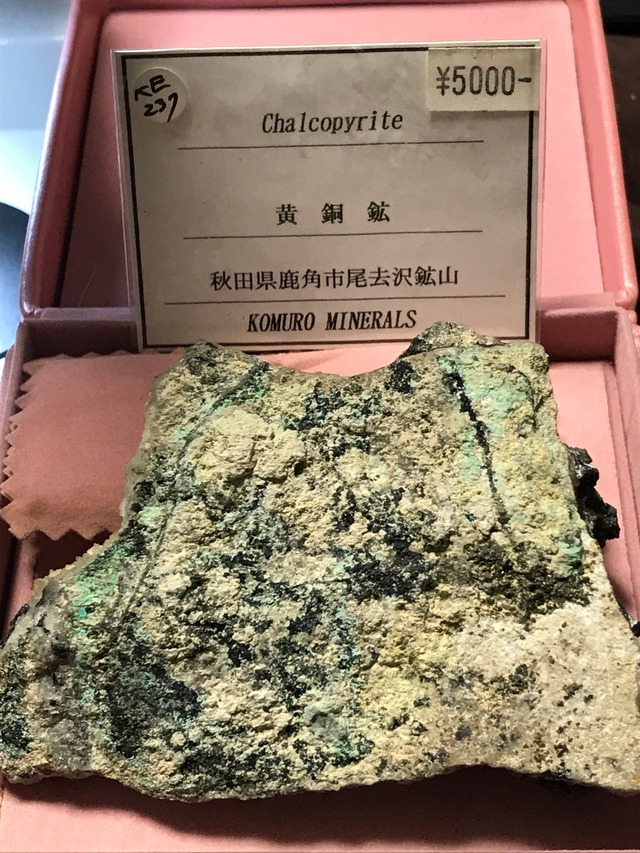 KE
237
¥5000-
Chalcopyrite
黄銅鉱
秋田県鹿角市尾去沢鉱山
KOMURO MINERALS